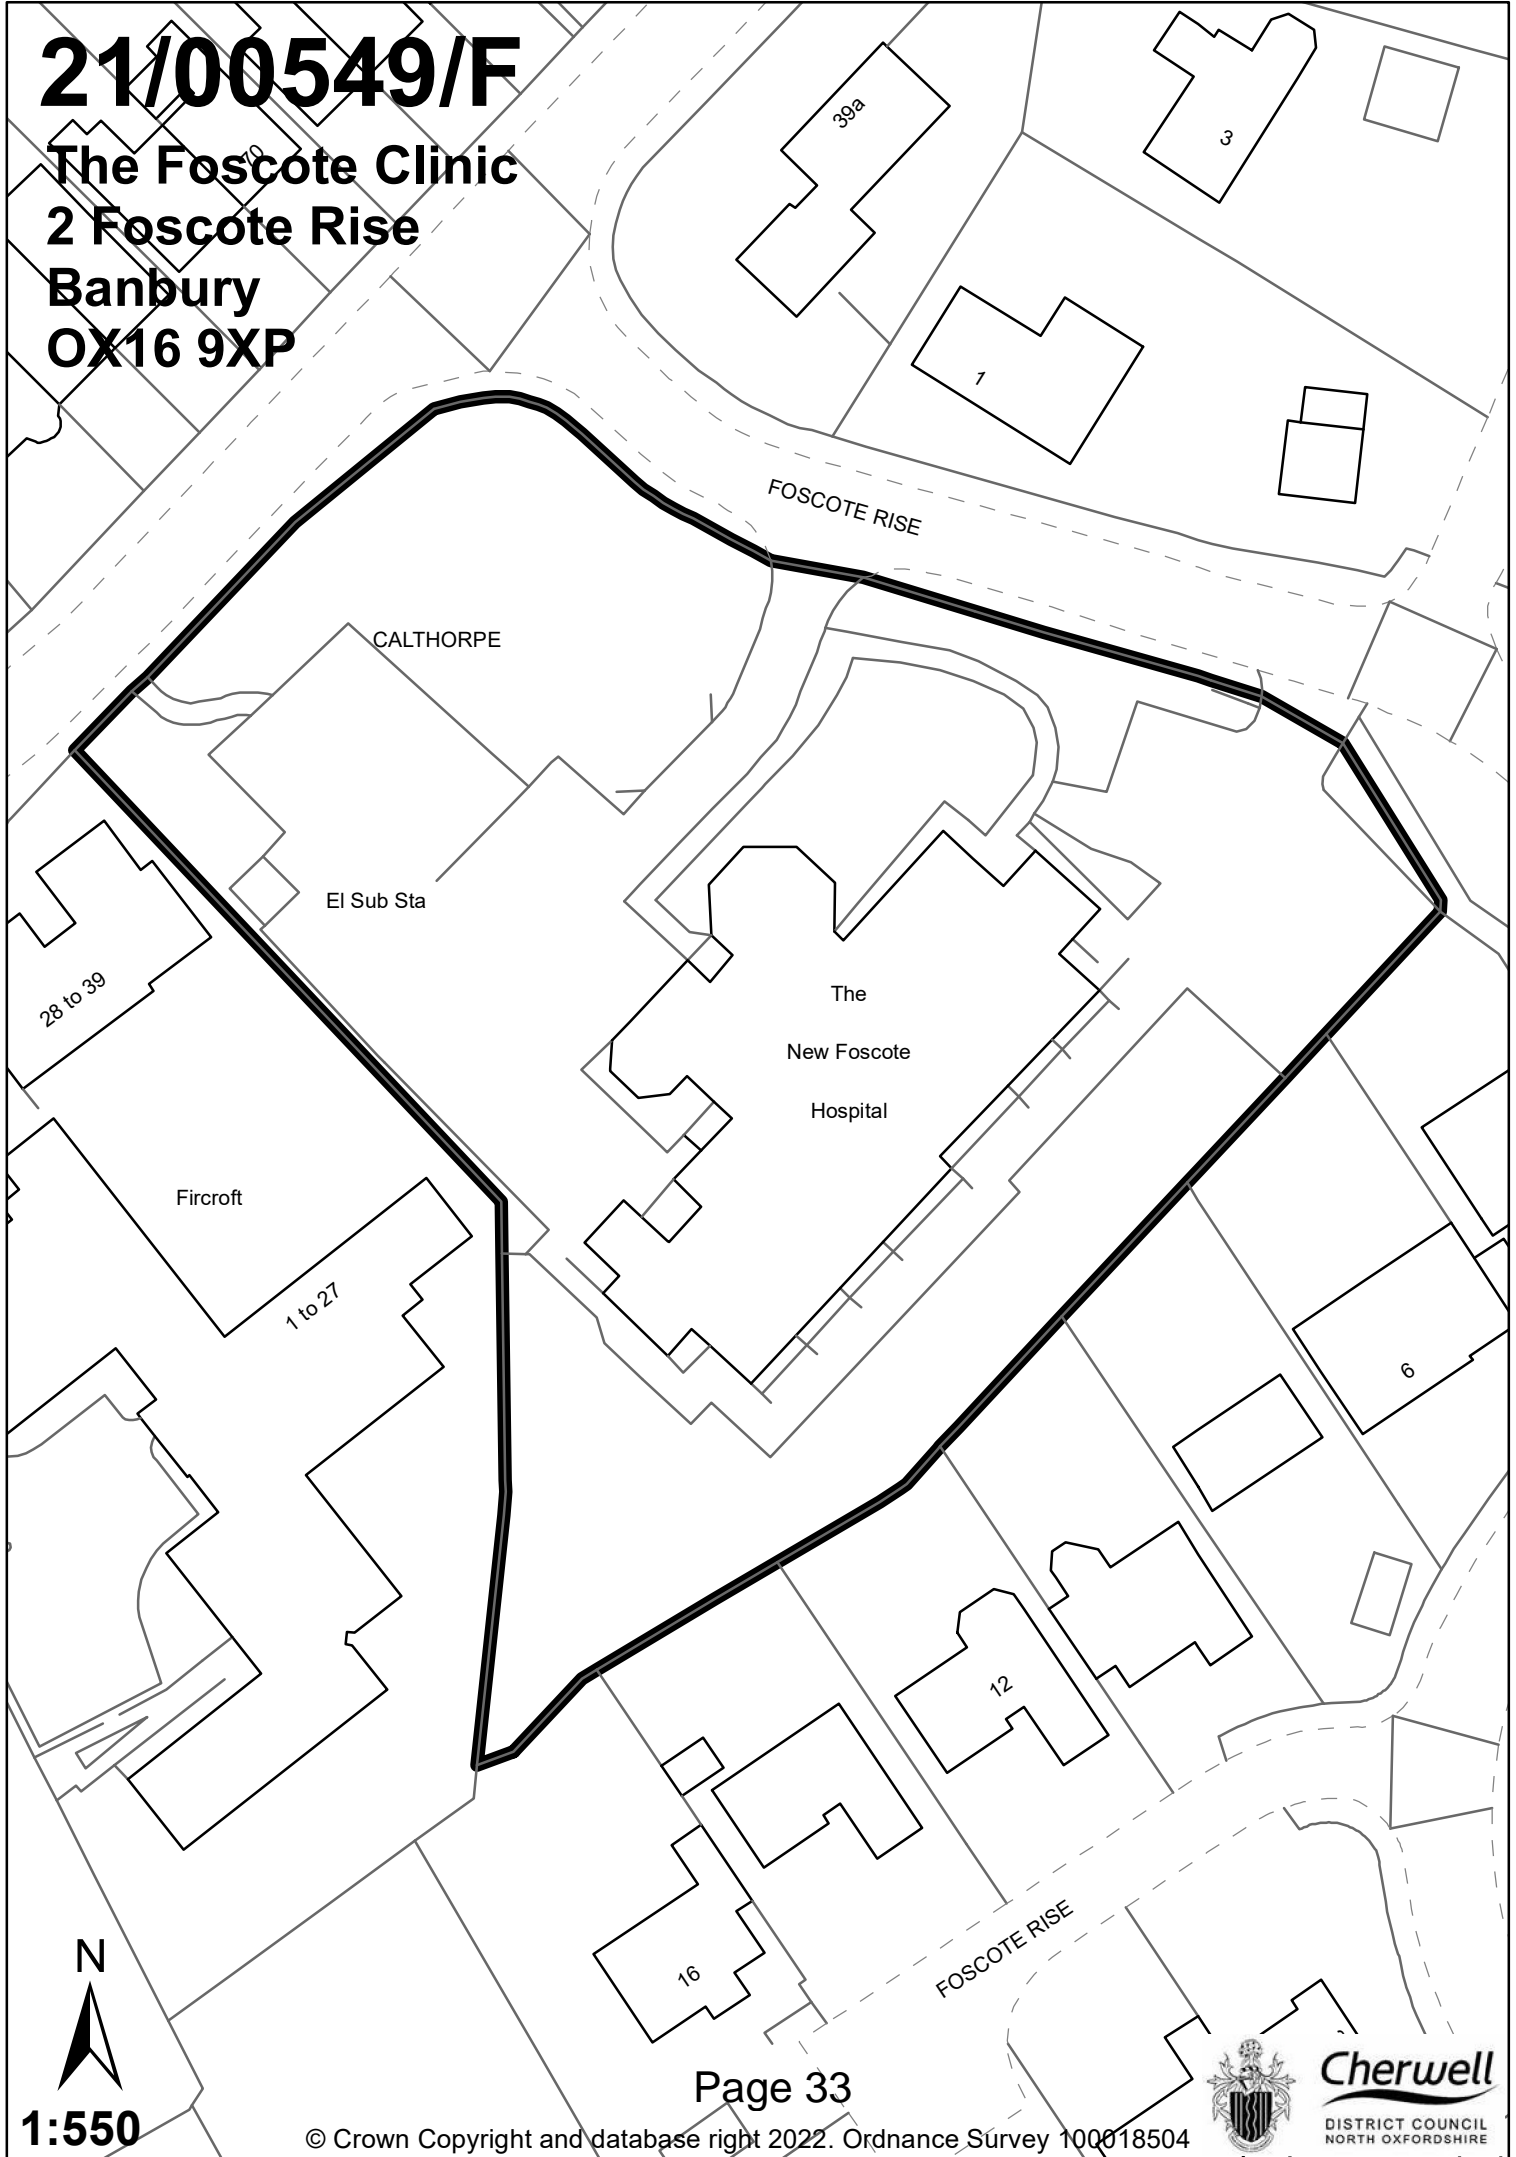 21/00549/F
The Foscote Clinic
2 Foscote Rise
Banbury
OX16 9XP
70
39a
3
1
FOSCOTE RISE
CALTHORPE
El Sub Sta
28 to 39
The
New Foscote
Hospital
Fircroft
1 to 27
6
12
16
FOSCOTE RISE
N
1:550
Page 33
© Crown Copyright and database right 2022. Ordnance Survey 100018504
Cherwell
DISTRICT COUNCIL
NORTH OXFORDSHIRE